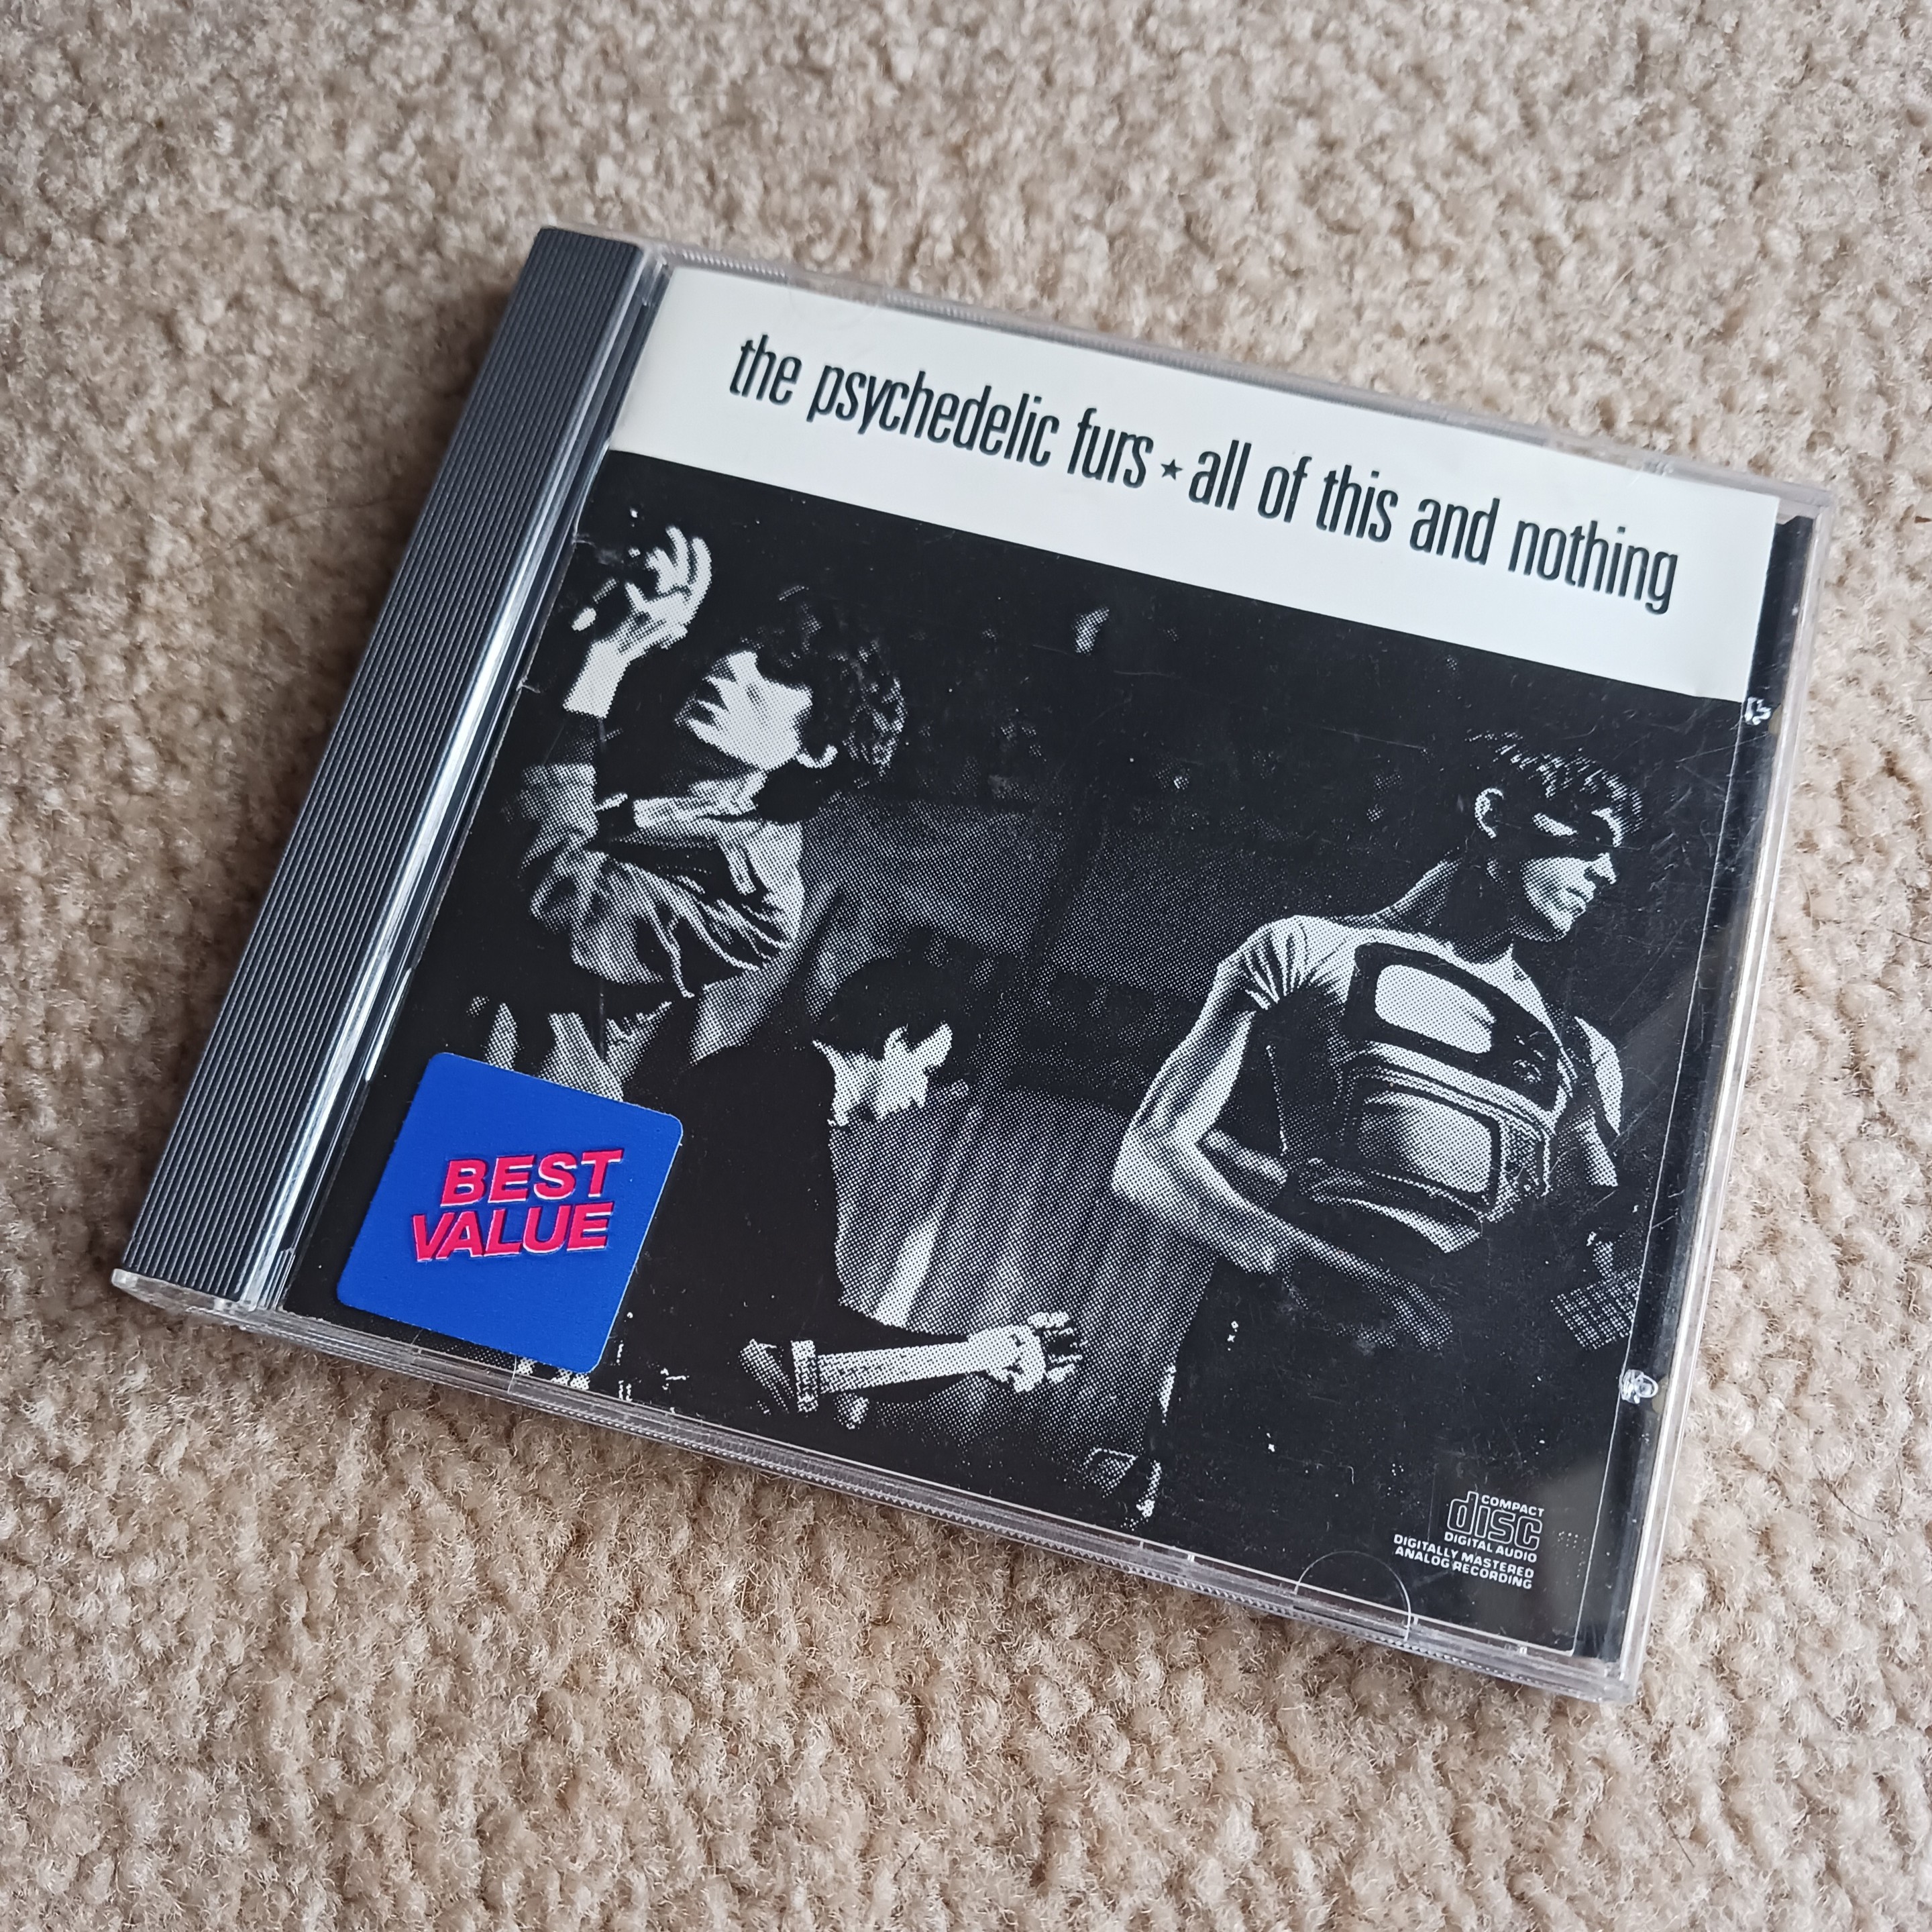 the psychedelic furs★all of this and nothing
BEST
VALUE
COMPACT
disc
DIGITAL AUDIO
DIGITALLY MASTERED
ANALOG RECORDING